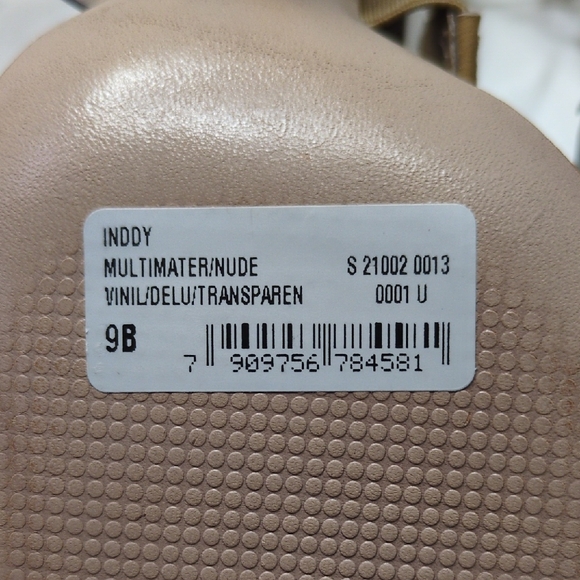 INDDY
MULTIMATER/NUDE S 21002 0013
VINIL/DELU/TRANSPAREN 0001 U
9B
7 909756 784581